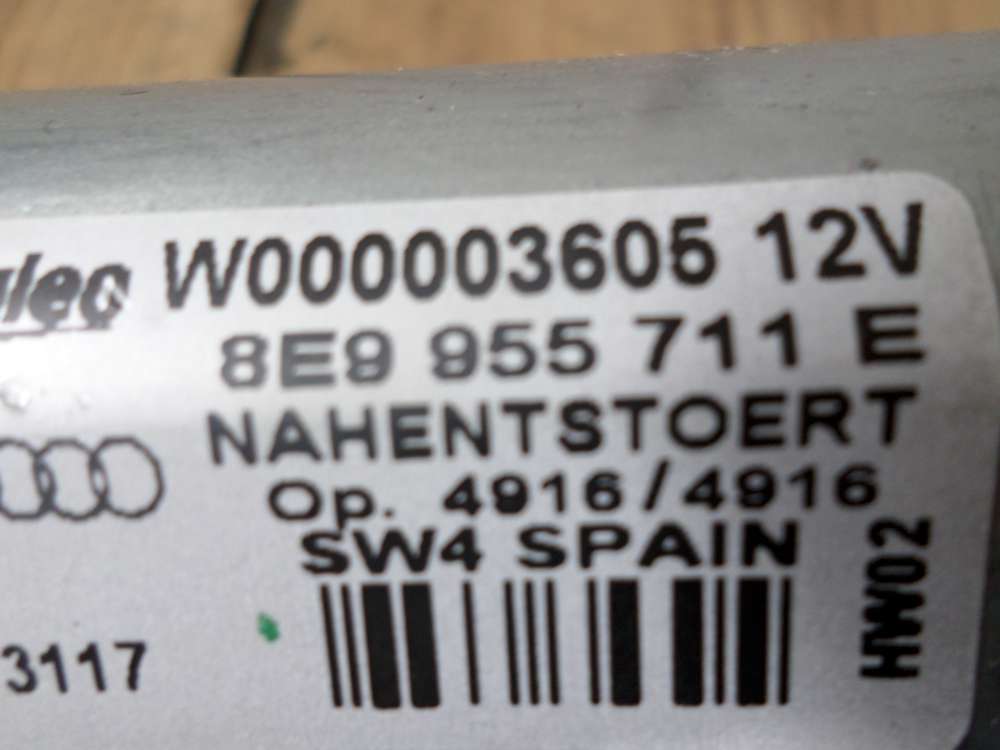 W000003605 12V
8E9 955 711 E
NAHENTSTOERT
Op. 4916/4916
SW4 SPAIN
HW02
3117